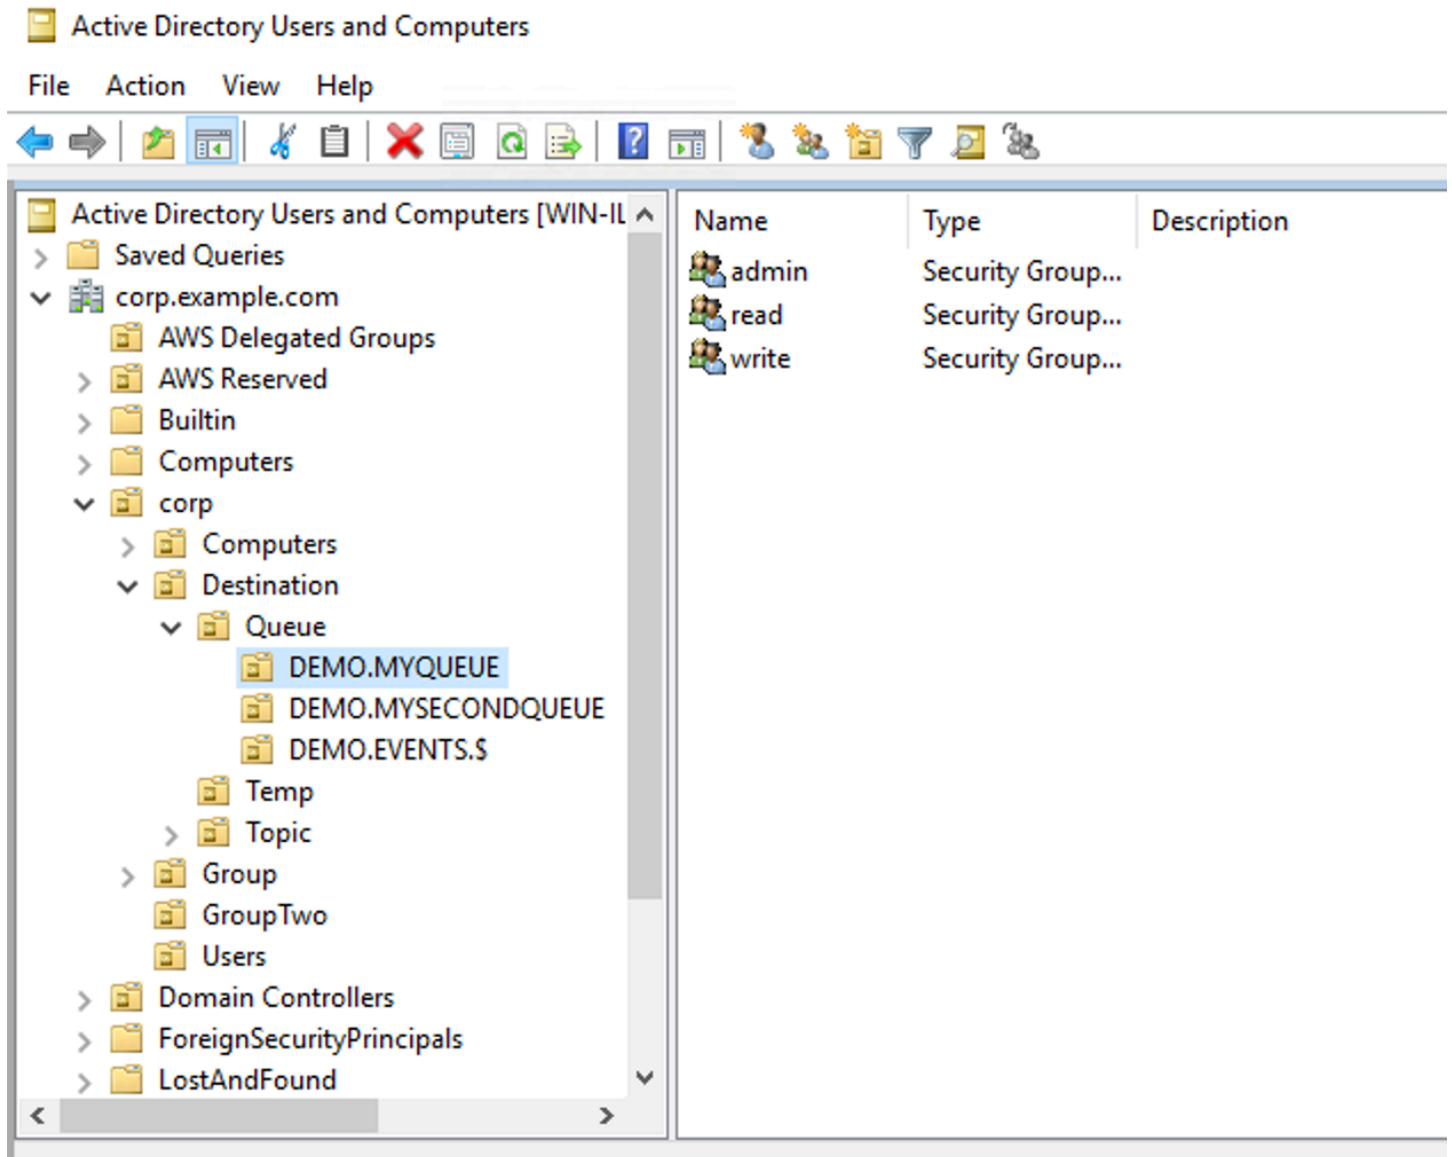 Active Directory Users and Computers
File Action View Help
Active Directory Users and Computers [WIN-IL
Saved Queries
corp.example.com
AWS Delegated Groups
AWS Reserved
Builtin
Computers
corp
Computers
Destination
Queue
DEMO.MYQUEUE
DEMO.MYSECONDQUEUE
DEMO.EVENTS.$
Temp
Topic
Group
GroupTwo
Users
Domain Controllers
ForeignSecurityPrincipals
LostAndFound
Name Type Description
admin Security Group...
read Security Group...
write Security Group...